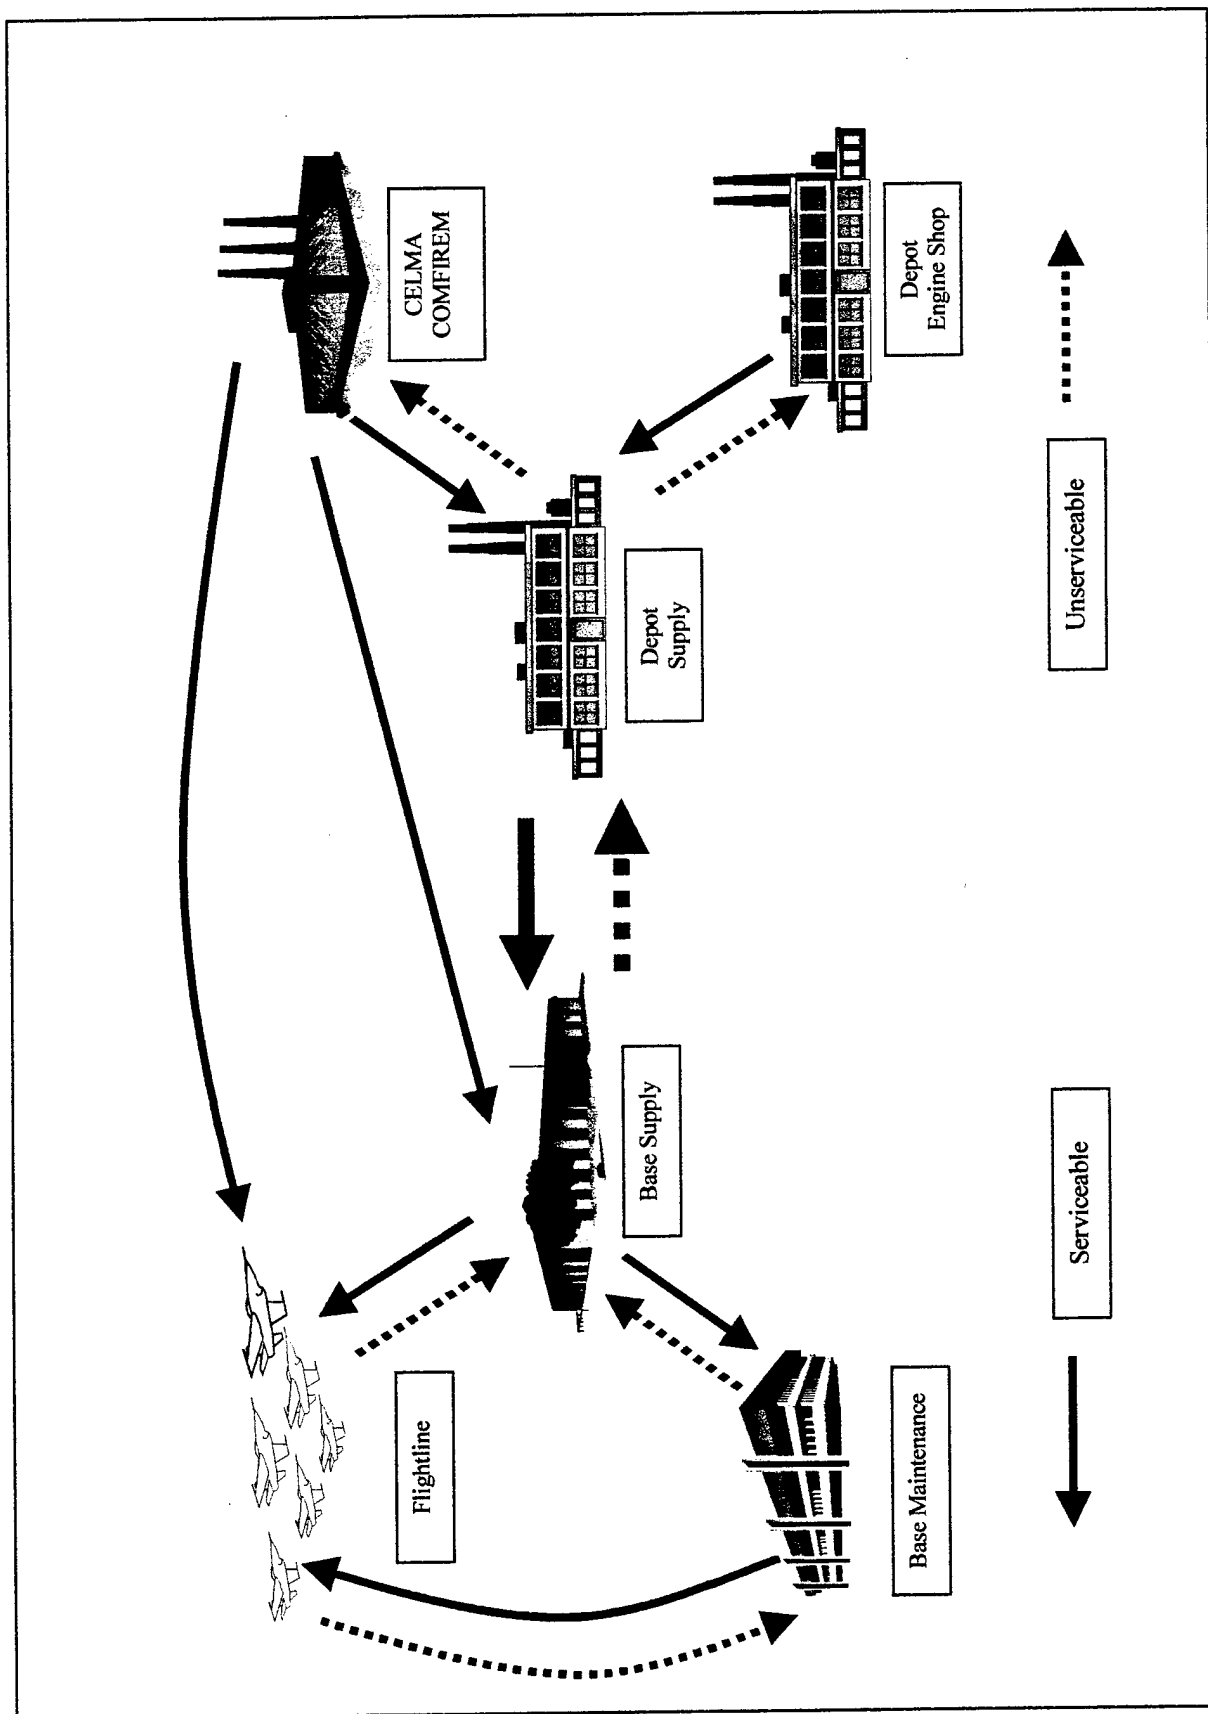 CELMA
COMFIREM
Flightline
Depot
Supply
Base Supply
Depot
Engine Shop
Base Maintenance
Serviceable
Unserviceable